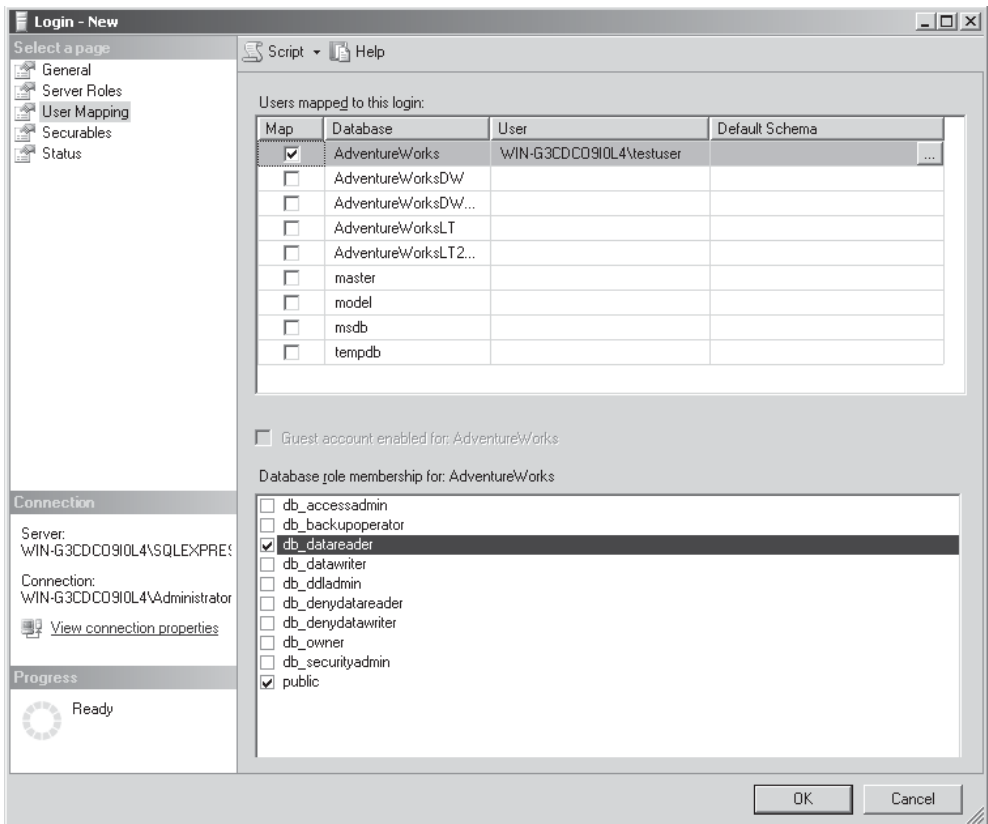 Login - New
Select a page
General
Server Roles
User Mapping
Securables
Status
Script Help
Users mapped to this login:
Map Database User Default Schema
AdventureWorks WIN-G3CDCO9I0L4\testuser ...
AdventureWorksDW
AdventureWorksDW...
AdventureWorksLT
AdventureWorksLT2...
master
model
msdb
tempdb
Guest account enabled for: AdventureWorks
Database role membership for: AdventureWorks
db_accessadmin
db_backupoperator
db_datareader
db_datawriter
db_ddladmin
db_denydatareader
db_denydatawriter
db_owner
db_securityadmin
public
Connection
Server:
WIN-G3CDCO9I0L4\SQLEXPRES
Connection:
WIN-G3CDCO9I0L4\Administrator
View connection properties
Progress
Ready
OK Cancel